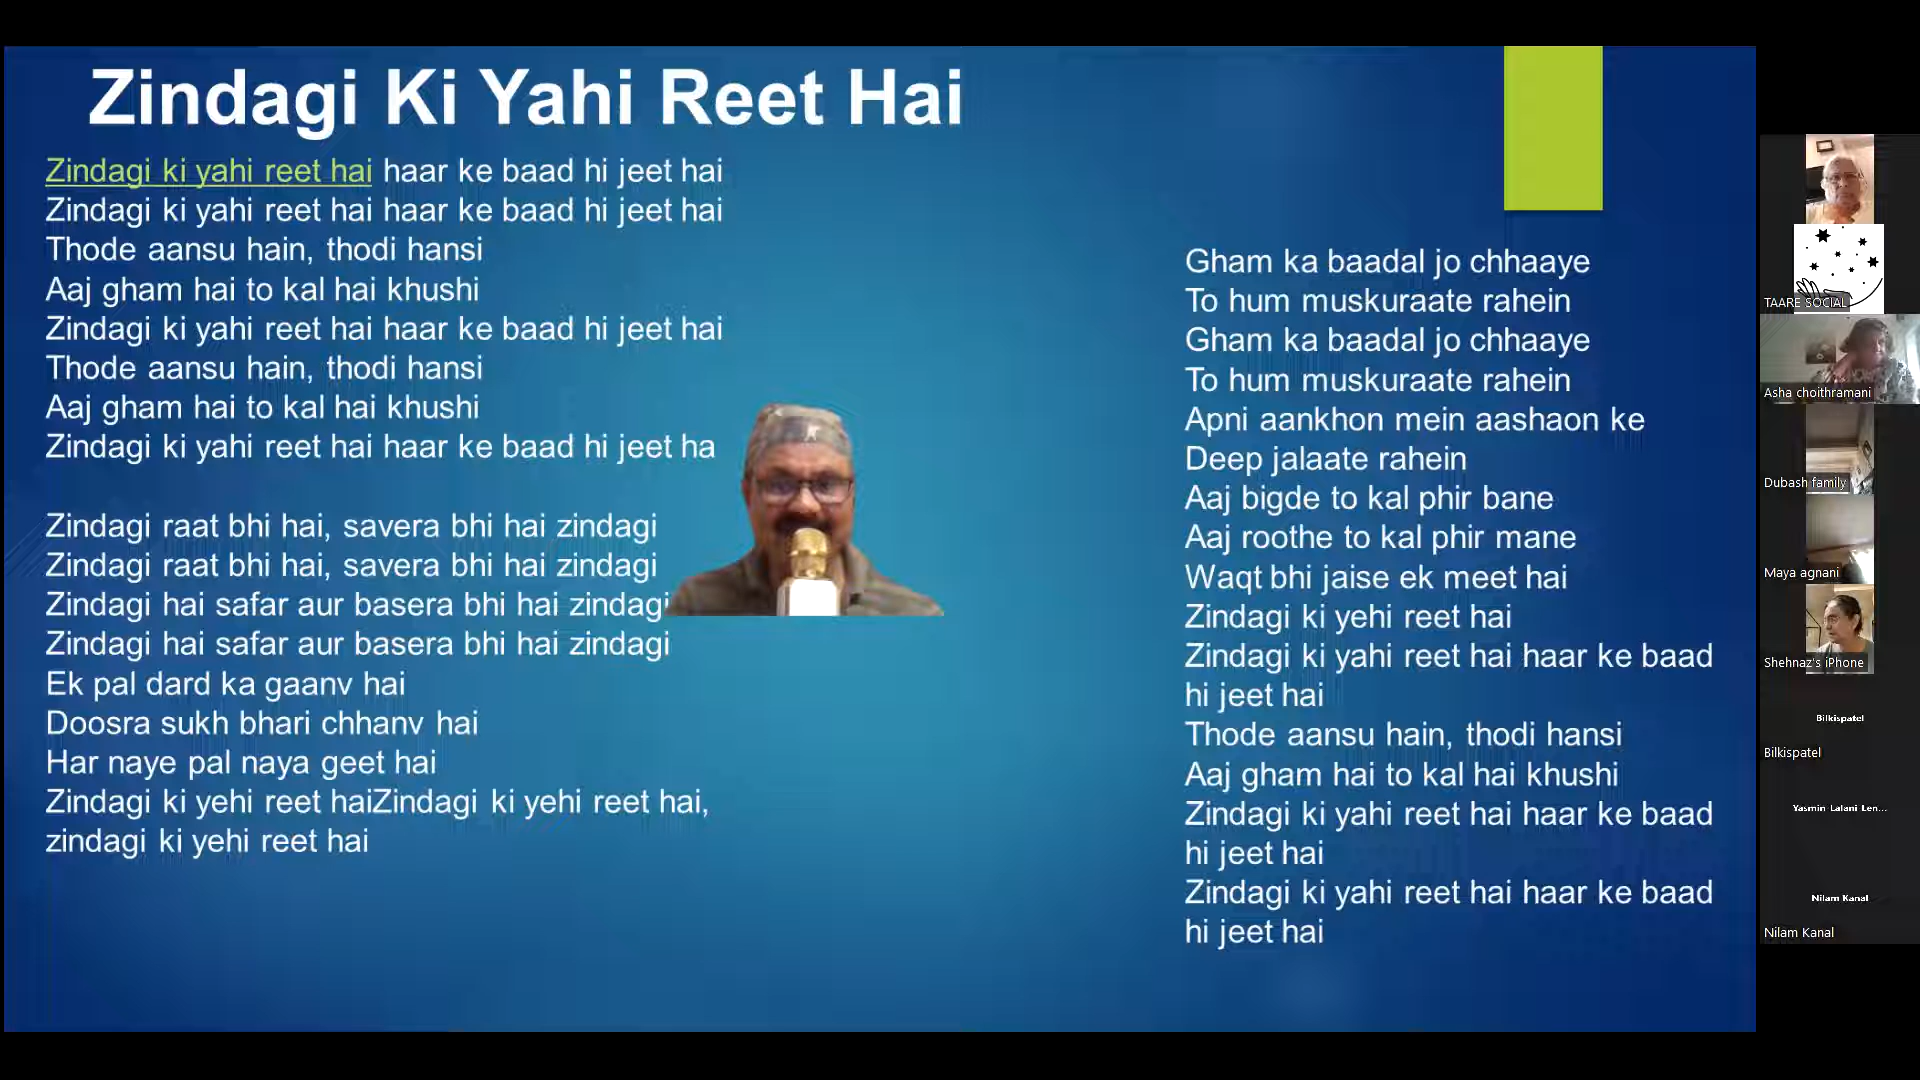 Zindagi Ki Yahi Reet Hai
Zindagi ki yahi reet hai haar ke baad hi jeet hai
Zindagi ki yahi reet hai haar ke baad hi jeet hai
Thode aansu hain, thodi hansi
Aaj gham hai to kal hai khushi
Zindagi ki yahi reet hai haar ke baad hi jeet hai
Thode aansu hain, thodi hansi
Aaj gham hai to kal hai khushi
Zindagi ki yahi reet hai haar ke baad hi jeet ha
Zindagi raat bhi hai, savera bhi hai zindagi
Zindagi raat bhi hai, savera bhi hai zindagi
Zindagi hai safar aur basera bhi hai zindagi
Zindagi hai safar aur basera bhi hai zindagi
Ek pal dard ka gaanv hai
Doosra sukh bhari chhanv hai
Har naye pal naya geet hai
Zindagi ki yehi reet haiZindagi ki yehi reet hai,
zindagi ki yehi reet hai
Gham ka baadal jo chhaaye
To hum muskuraate rahein
Gham ka baadal jo chhaaye
To hum muskuraate rahein
Apni aankhon mein aashaon ke
Deep jalaate rahein
Aaj bigde to kal phir bane
Aaj roothe to kal phir mane
Waqt bhi jaise ek meet hai
Zindagi ki yehi reet hai
Zindagi ki yahi reet hai haar ke baad
hi jeet hai
Thode aansu hain, thodi hansi
Aaj gham hai to kal hai khushi
Zindagi ki yahi reet hai haar ke baad
hi jeet hai
Zindagi ki yahi reet hai haar ke baad
hi jeet hai
TAARE SOCIAL
Asha choithramani
Dubash family
Maya agnani
Shehnaz's iPhone
Bilkispatel
Bilkispatel
Yasmin Lalani Len...
Nilam Kanal
Nilam Kanal